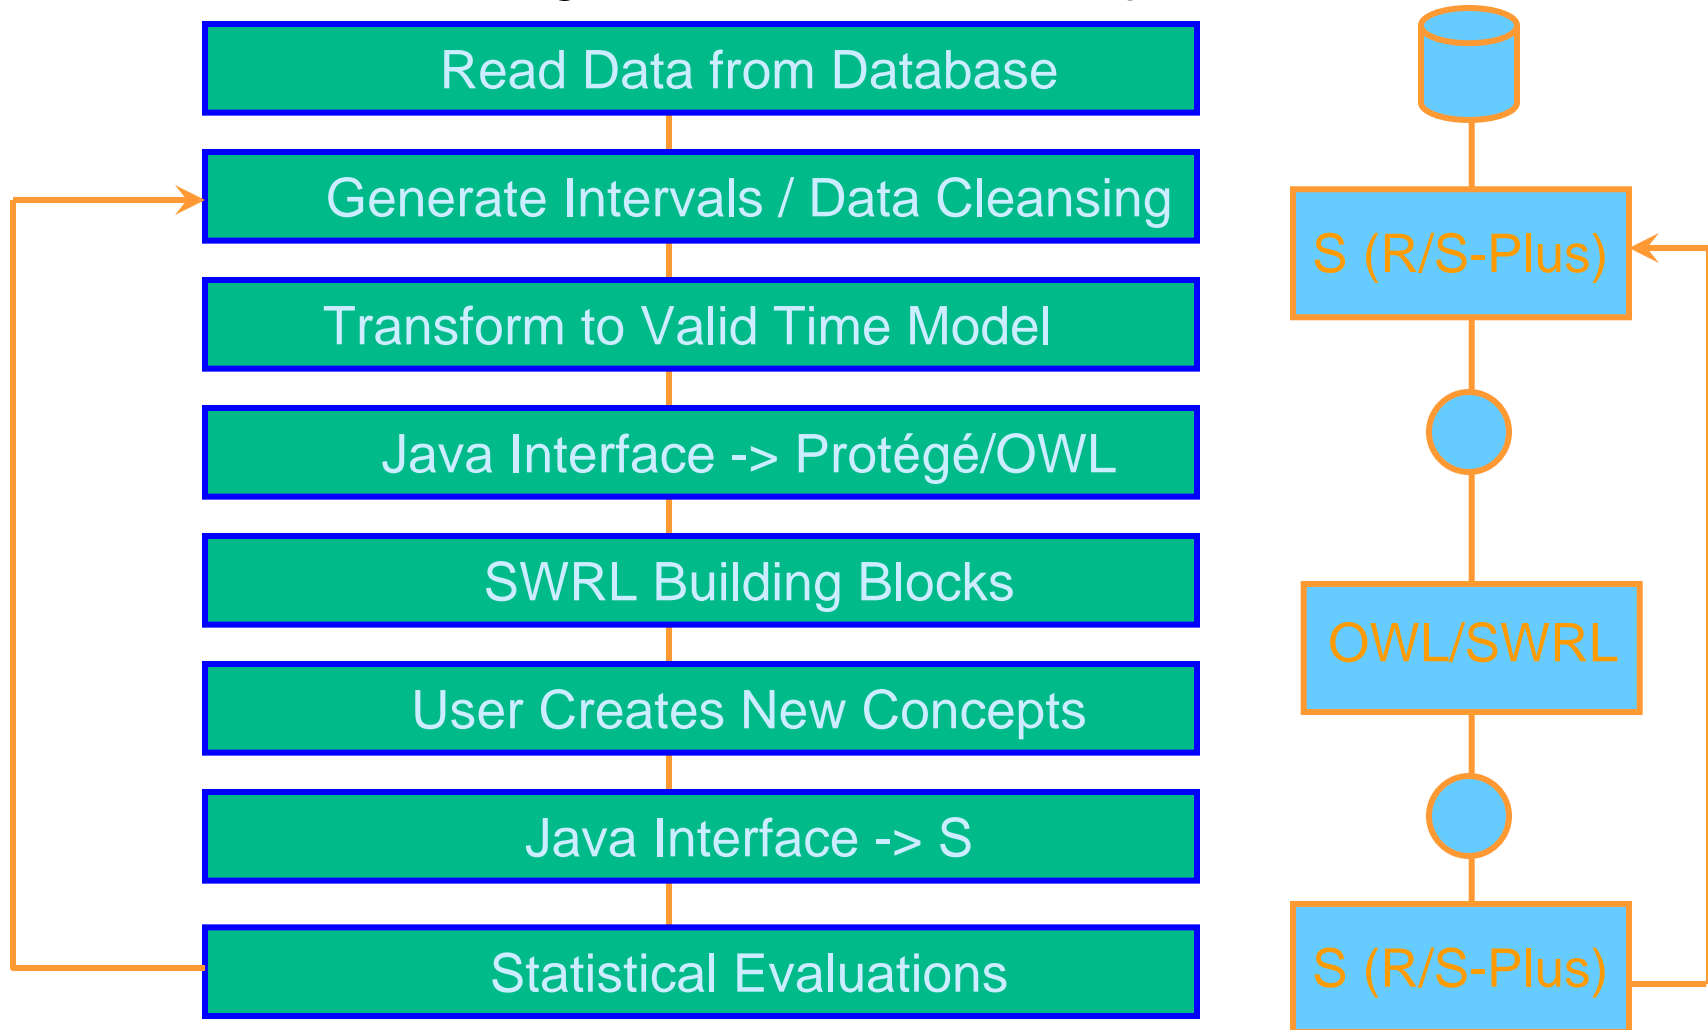 Read Data from Database
Generate Intervals / Data Cleansing
Transform to Valid Time Model
Java Interface -> Protégé/OWL
SWRL Building Blocks
User Creates New Concepts
Java Interface -> S
Statistical Evaluations
S (R/S-Plus)
OWL/SWRL
S (R/S-Plus)